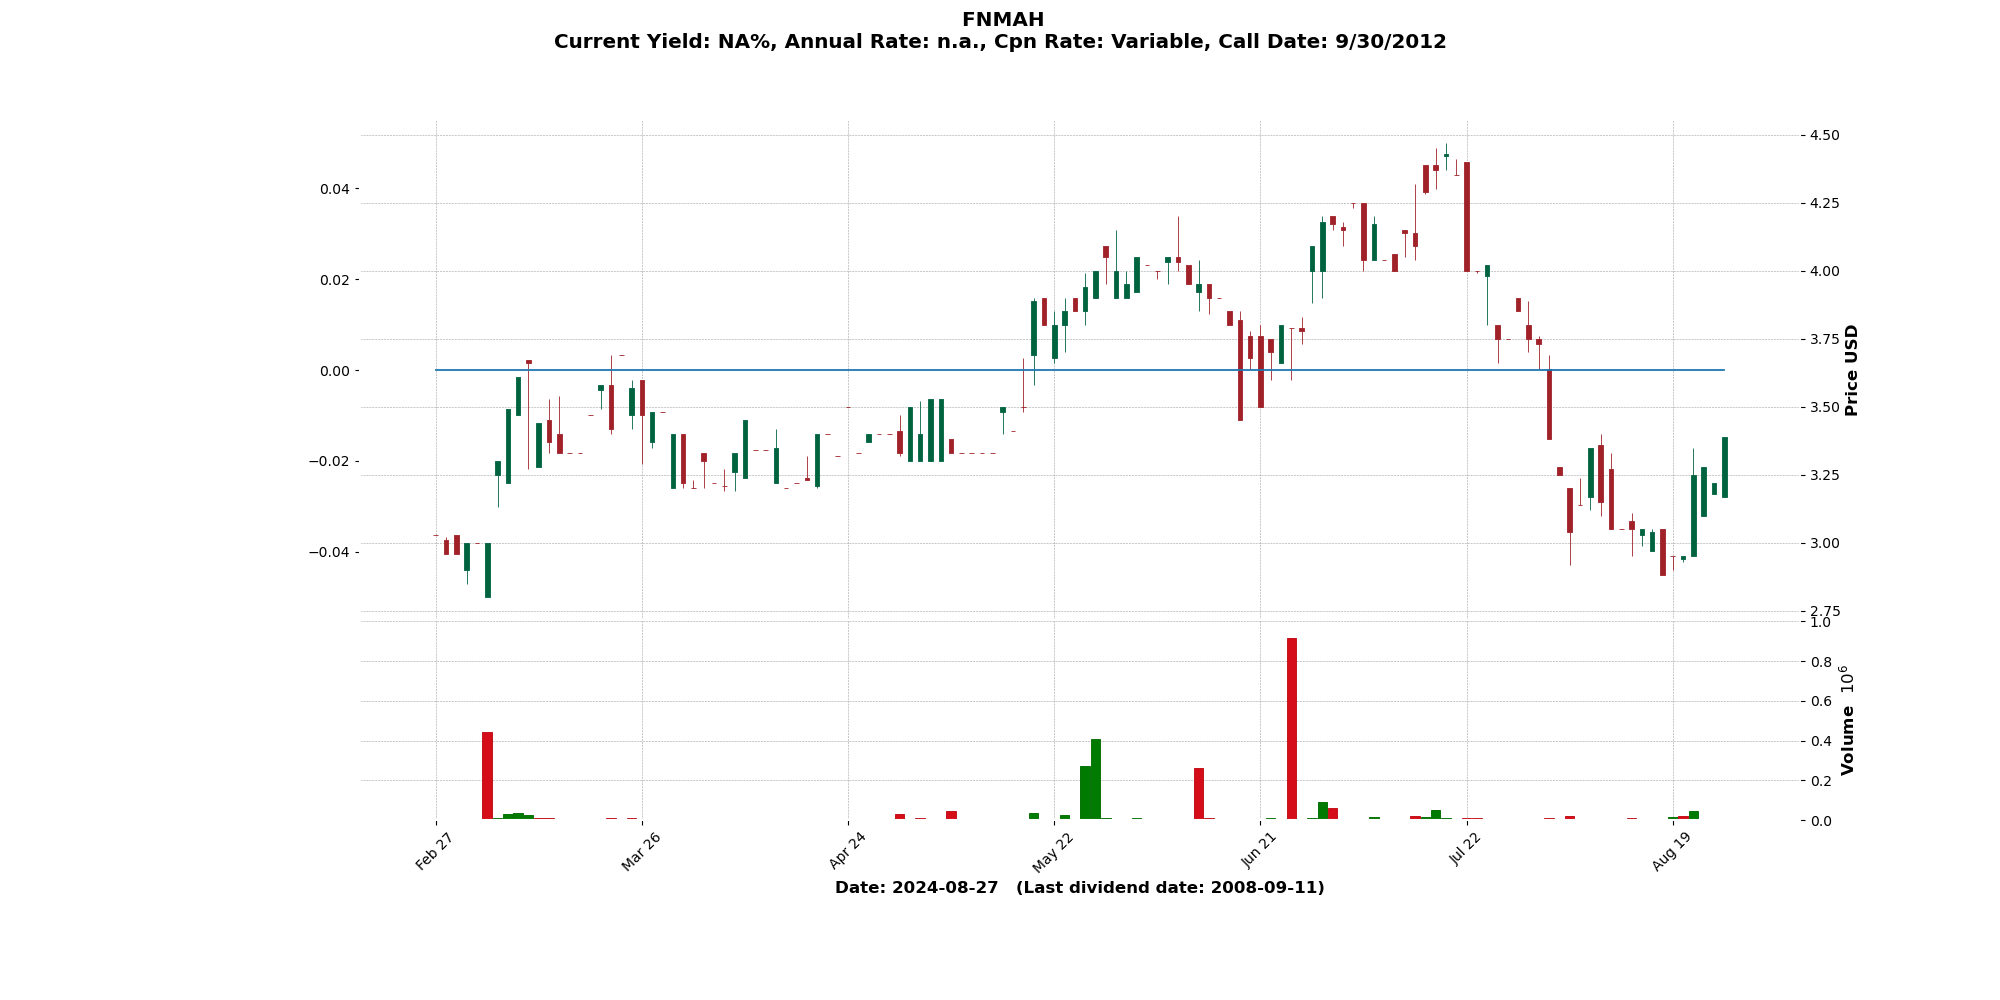 FNMAH
Current Yield: NA%, Annual Rate: n.a., Cpn Rate: Variable, Call Date: 9/30/2012
0.04
0.02
0.00
−0.02
−0.04
4.50
4.25
4.00
3.75
3.50
3.25
3.00
2.75
Price USD
1.0
0.8
0.6
0.4
0.2
0.0
Volume 10^6
Feb 27
Mar 26
Apr 24
May 22
Jun 21
Jul 22
Aug 19
Date: 2024-08-27 (Last dividend date: 2008-09-11)